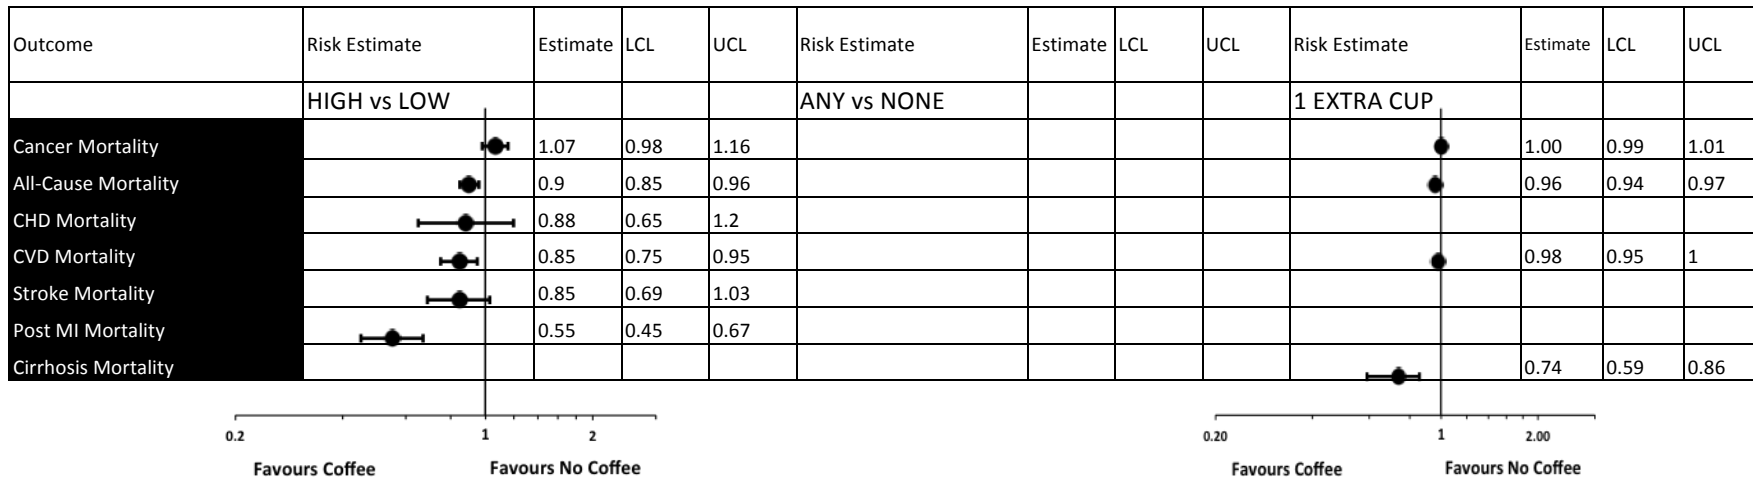 Outcome Risk Estimate Estimate LCL UCL Risk Estimate Estimate LCL UCL Risk Estimate Estimate LCL UCL
HIGH vs LOW ANY vs NONE 1 EXTRA CUP
Cancer Mortality 1.07 0.98 1.16 1.00 0.99 1.01
All-Cause Mortality 0.9 0.85 0.96 0.96 0.94 0.97
CHD Mortality 0.88 0.65 1.2
CVD Mortality 0.85 0.75 0.95 0.98 0.95 1
Stroke Mortality 0.85 0.69 1.03
Post MI Mortality 0.55 0.45 0.67
Cirrhosis Mortality 0.74 0.59 0.86
0.2 1 2 0.20 1 2.00
Favours Coffee Favours No Coffee Favours Coffee Favours No Coffee